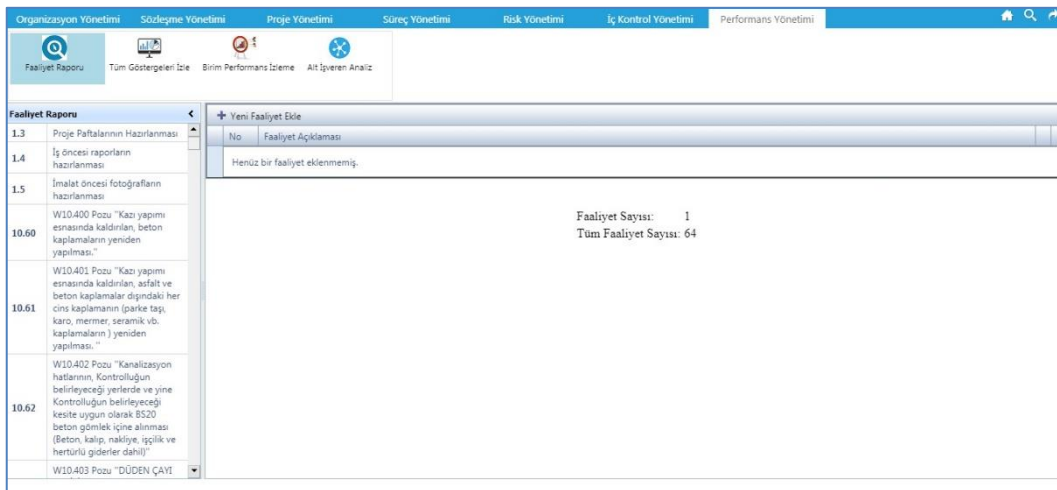 Organizasyon Yönetimi Sözleşme Yönetimi Proje Yönetimi Süreç Yönetimi Risk Yönetimi İç Kontrol Yönetimi Performans Yönetimi
Faaliyet Raporu Tüm Göstergeleri İzle Birim Performans İzleme Alt İşveren Analiz
Faaliyet Raporu
1.3 Proje Paftalarının Hazırlanması
1.4 İş öncesi raporların
hazırlanması
1.5 İmalat öncesi fotoğrafların
hazırlanması
10.60 W10.400 Pozu "Kazı yapımı
esnasında kaldırılan, beton
kaplamaların yeniden
yapılması."
10.61 W10.401 Pozu "Kazı yapımı
esnasında kaldırılan, asfalt ve
beton kaplamalar dışındaki her
cins kaplamanın (parke taşı,
karo, mermer, seramik vb.
kaplamaların ) yeniden
yapılması. "
10.62 W10.402 Pozu "Kanalizasyon
hatlarının, Kontrolluğun
belirleyeceği yerlerde ve yine
Kontrolluğun belirleyeceği
kesite uygun olarak BS20
beton gömlek içine alınması
(Beton, kalıp, nakliye, işçilik ve
hertürlü giderler dahil)"
W10.403 Pozu "DÜDEN ÇAYI
Yeni Faaliyet Ekle
No Faaliyet Açıklaması
Henüz bir faaliyet eklenmemiş.
Faaliyet Sayısı: 1
Tüm Faaliyet Sayısı: 64